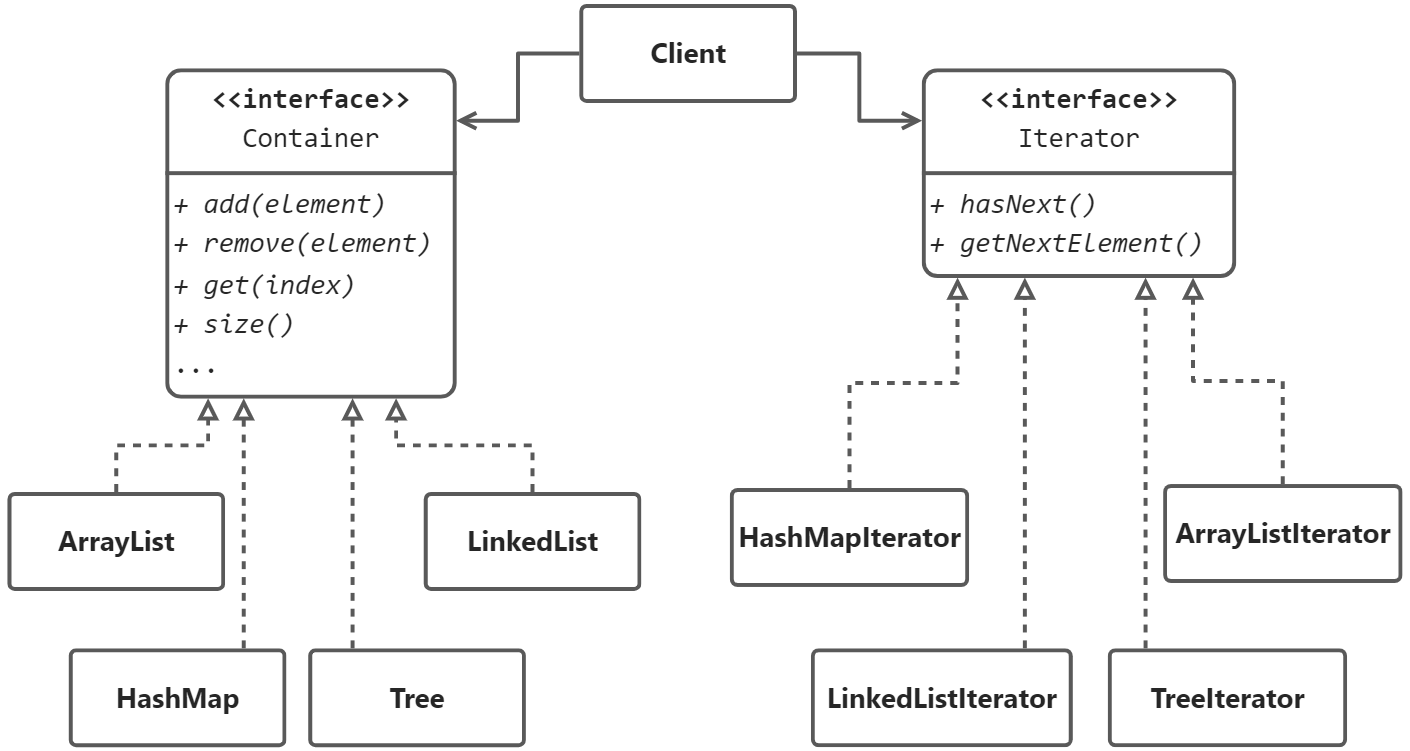 Client
<<interface>>
Container
+ add(element)
+ remove(element)
+ get(index)
+ size()
...
<<interface>>
Iterator
+ hasNext()
+ getNextElement()
ArrayList
LinkedList
HashMap
Tree
HashMapIterator
ArrayListIterator
LinkedListIterator
TreeIterator